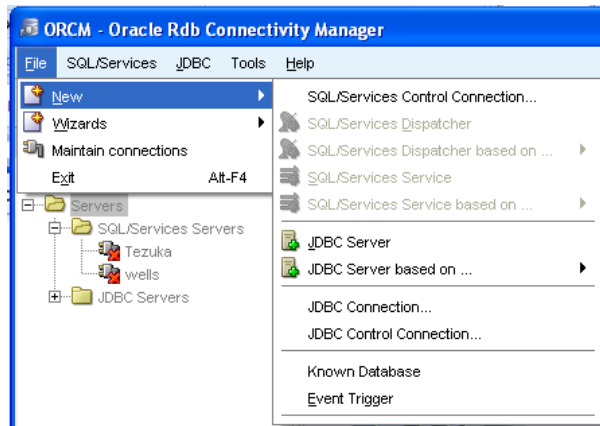 ORCM - Oracle Rdb Connectivity Manager
File SQL/Services JDBC Tools Help
New
Wizards
Maintain connections
Exit Alt-F4
SQL/Services Control Connection...
SQL/Services Dispatcher
SQL/Services Dispatcher based on ...
SQL/Services Service
SQL/Services Service based on ...
JDBC Server
JDBC Server based on ...
JDBC Connection...
JDBC Control Connection...
Known Database
Event Trigger
Servers
SQL/Services Servers
Tezuka
wells
JDBC Servers